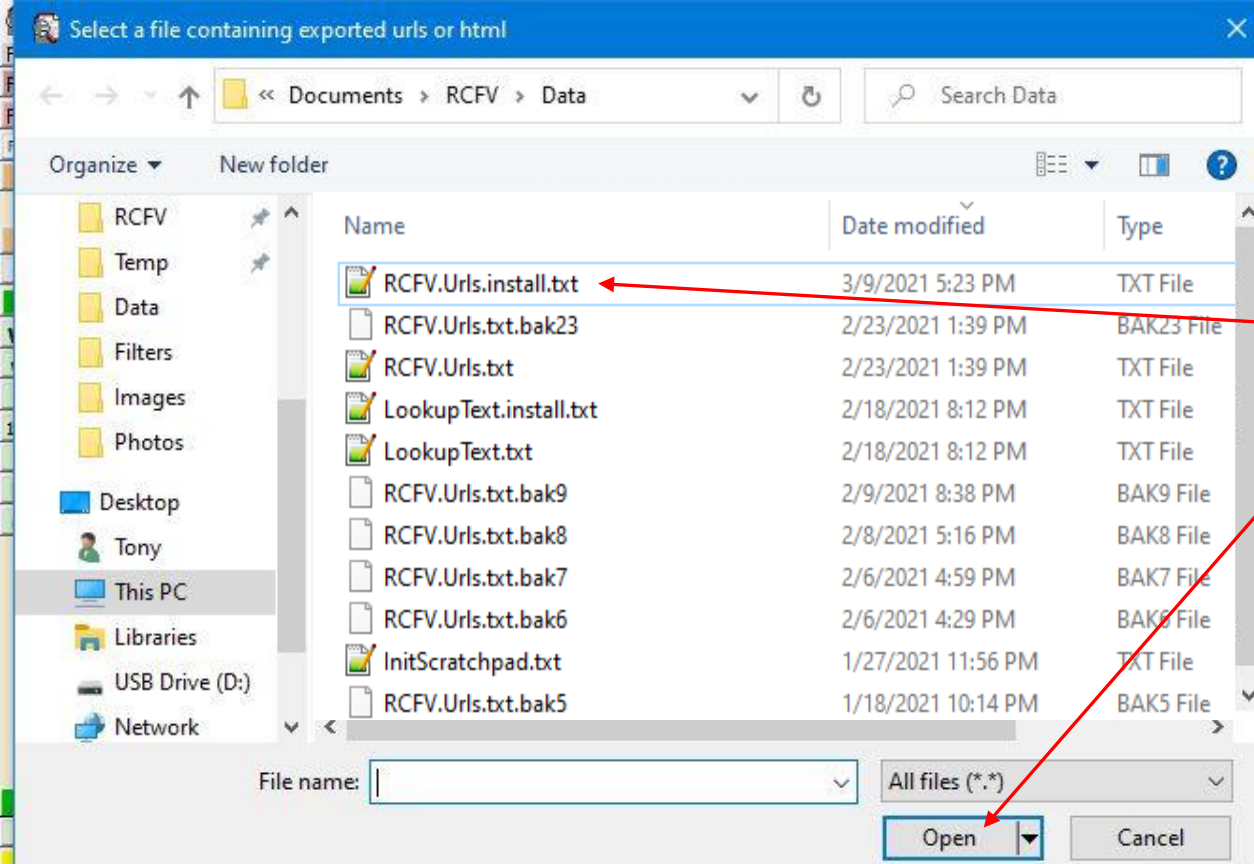 Select a file containing exported urls or html
« Documents › RCFV › Data
Search Data
Organize
New folder
RCFV
Temp
Data
Filters
Images
Photos
Desktop
Tony
This PC
Libraries
USB Drive (D:)
Network
Name Date modified Type
RCFV.Urls.install.txt 3/9/2021 5:23 PM TXT File
RCFV.Urls.txt.bak23 2/23/2021 1:39 PM BAK23 File
RCFV.Urls.txt 2/23/2021 1:39 PM TXT File
LookupText.install.txt 2/18/2021 8:12 PM TXT File
LookupText.txt 2/18/2021 8:12 PM TXT File
RCFV.Urls.txt.bak9 2/9/2021 8:38 PM BAK9 File
RCFV.Urls.txt.bak8 2/8/2021 5:16 PM BAK8 File
RCFV.Urls.txt.bak7 2/6/2021 4:59 PM BAK7 File
RCFV.Urls.txt.bak6 2/6/2021 4:29 PM BAK6 File
InitScratchpad.txt 1/27/2021 11:56 PM TXT File
RCFV.Urls.txt.bak5 1/18/2021 10:14 PM BAK5 File
File name:
All files (*.*)
Open
Cancel